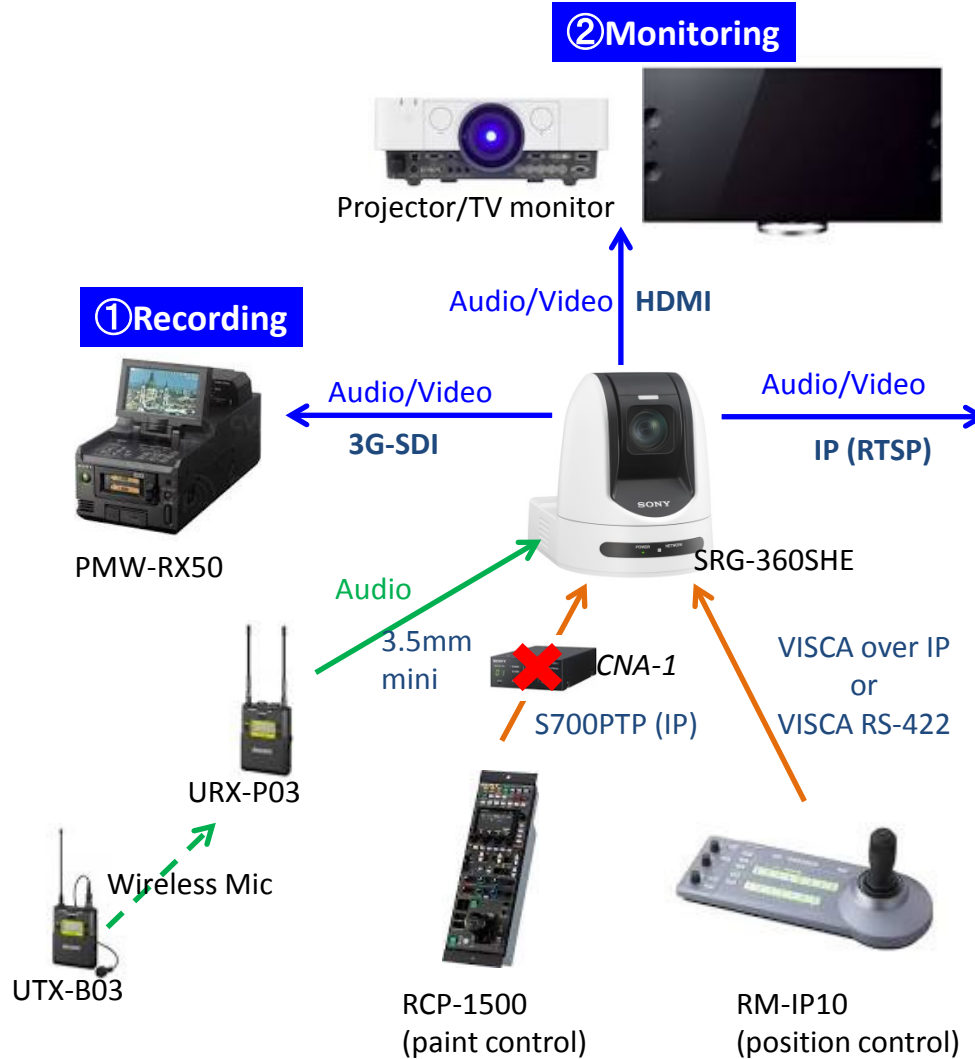 ②Monitoring
Projector/TV monitor
Audio/Video
HDMI
①Recording
Audio/Video
3G-SDI
Audio/Video
IP (RTSP)
SONY
POWER
NETWORK
PMW-RX50
SRG-360SHE
Audio
3.5mm
mini
CNA-1
S700PTP (IP)
VISCA over IP
or
VISCA RS-422
URX-P03
Wireless Mic
UTX-B03
RCP-1500
(paint control)
RM-IP10
(position control)